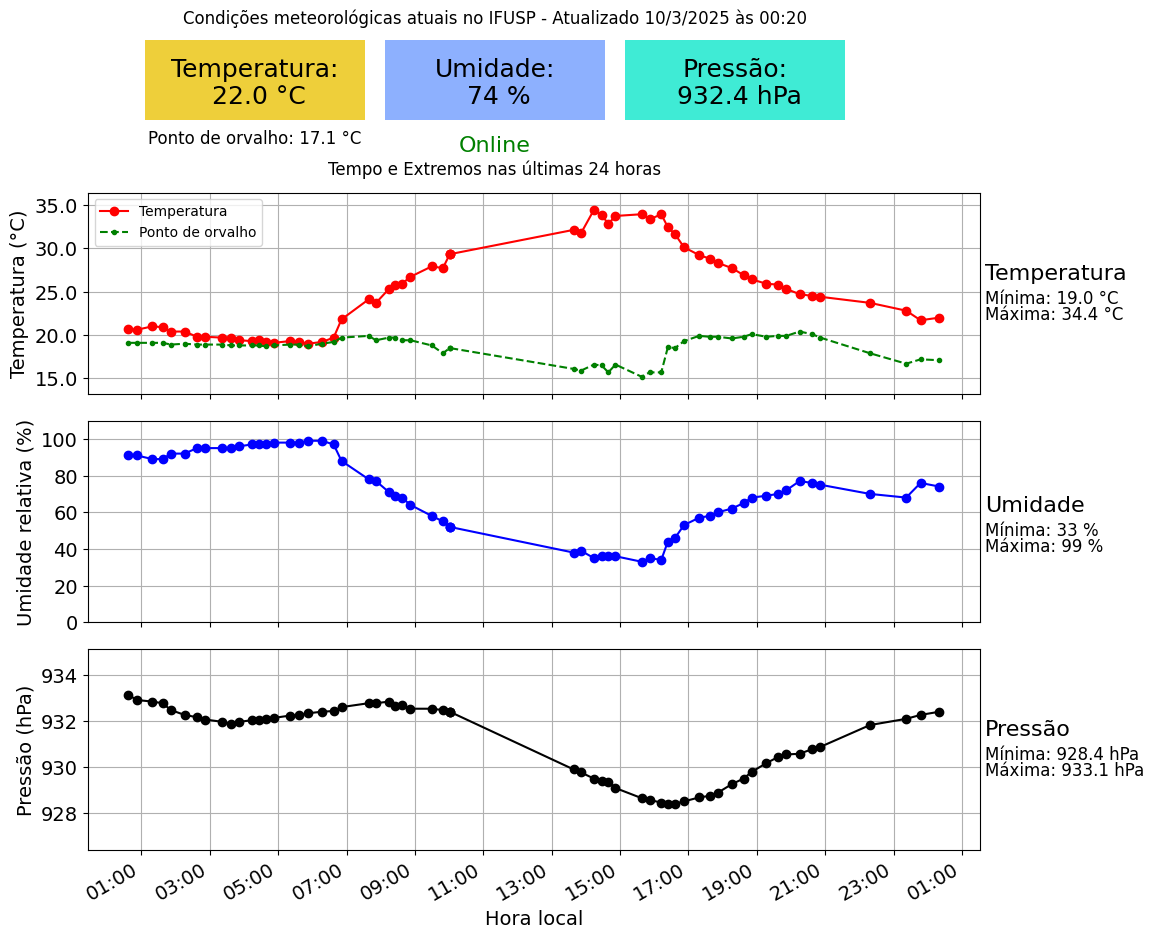 Condições meteorológicas atuais no IFUSP - Atualizado 10/3/2025 às 00:20
Temperatura:
22.0 °C
Umidade:
74 %
Pressão:
932.4 hPa
Ponto de orvalho: 17.1 °C
Online
Tempo e Extremos nas últimas 24 horas
Temperatura (°C)
35.0
30.0
25.0
20.0
15.0
Temperatura
Ponto de orvalho
Temperatura
Mínima: 19.0 °C
Máxima: 34.4 °C
Umidade relativa (%)
100
80
60
40
20
0
Umidade
Mínima: 33 %
Máxima: 99 %
Pressão (hPa)
934
932
930
928
Pressão
Mínima: 928.4 hPa
Máxima: 933.1 hPa
01:00 03:00 05:00 07:00 09:00 11:00 13:00 15:00 17:00 19:00 21:00 23:00 01:00
Hora local